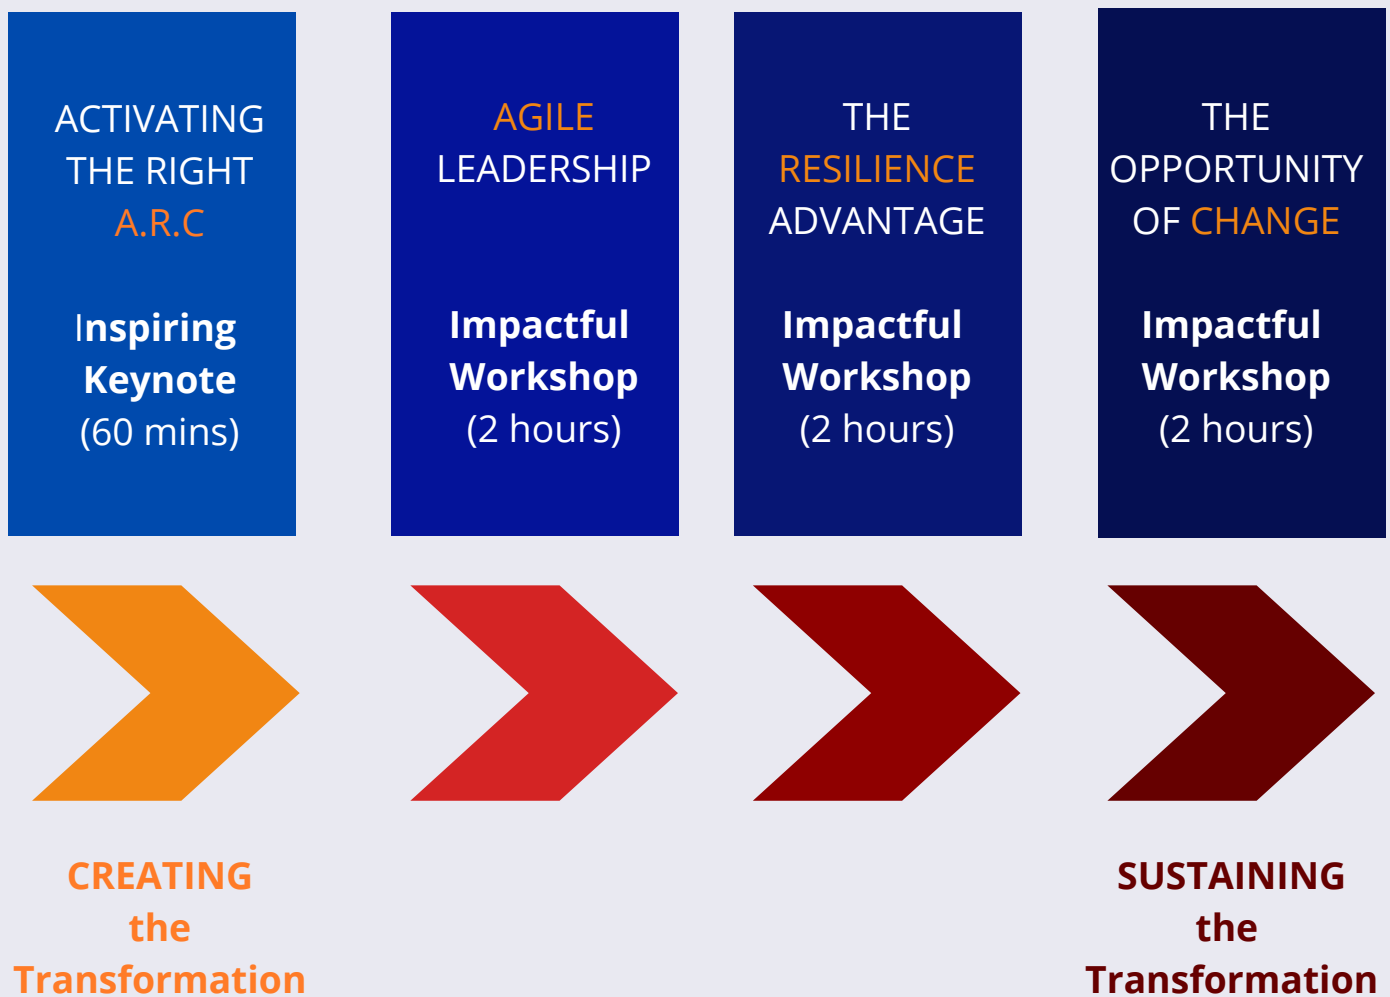 ACTIVATING
THE RIGHT
A.R.C
Inspiring
Keynote
(60 mins)
AGILE
LEADERSHIP
Impactful
Workshop
(2 hours)
THE
RESILIENCE
ADVANTAGE
Impactful
Workshop
(2 hours)
THE
OPPORTUNITY
OF CHANGE
Impactful
Workshop
(2 hours)
CREATING
the
Transformation
SUSTAINING
the
Transformation